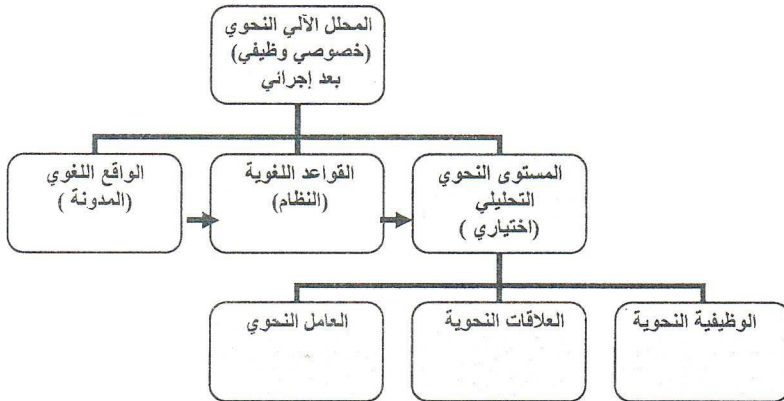 المحلل الآلي النحوي
(خصوصي وظيفي)
بعد إجرائي
المستوى النحوي
التحليلي
(اختياري )
القواعد اللغوية
(النظام)
الواقع اللغوي
(المدونة )
الوظيفية النحوية
العلاقات النحوية
العامل النحوي